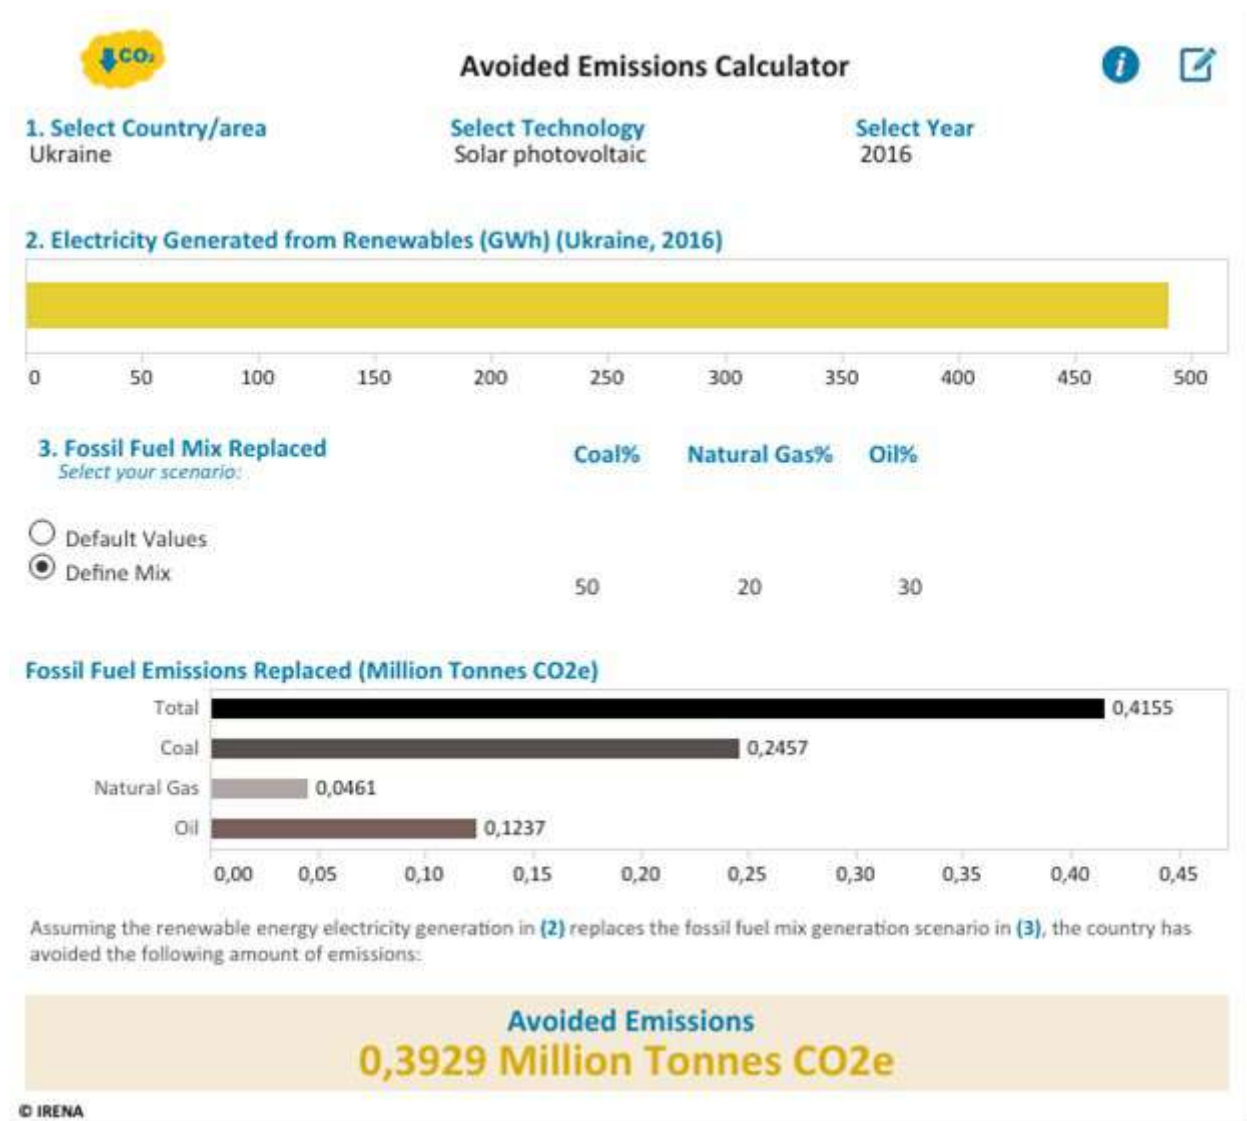 CO₂
Avoided Emissions Calculator
i
1. Select Country/area
Ukraine
Select Technology
Solar photovoltaic
Select Year
2016
2. Electricity Generated from Renewables (GWh) (Ukraine, 2016)
0 50 100 150 200 250 300 350 400 450 500
3. Fossil Fuel Mix Replaced
Select your scenario:
Coal% Natural Gas% Oil%
Default Values
Define Mix
50 20 30
Fossil Fuel Emissions Replaced (Million Tonnes CO2e)
Total 0,4155
Coal 0,2457
Natural Gas 0,0461
Oil 0,1237
0,00 0,05 0,10 0,15 0,20 0,25 0,30 0,35 0,40 0,45
Assuming the renewable energy electricity generation in (2) replaces the fossil fuel mix generation scenario in (3), the country has
avoided the following amount of emissions:
Avoided Emissions
0,3929 Million Tonnes CO2e
© IRENA